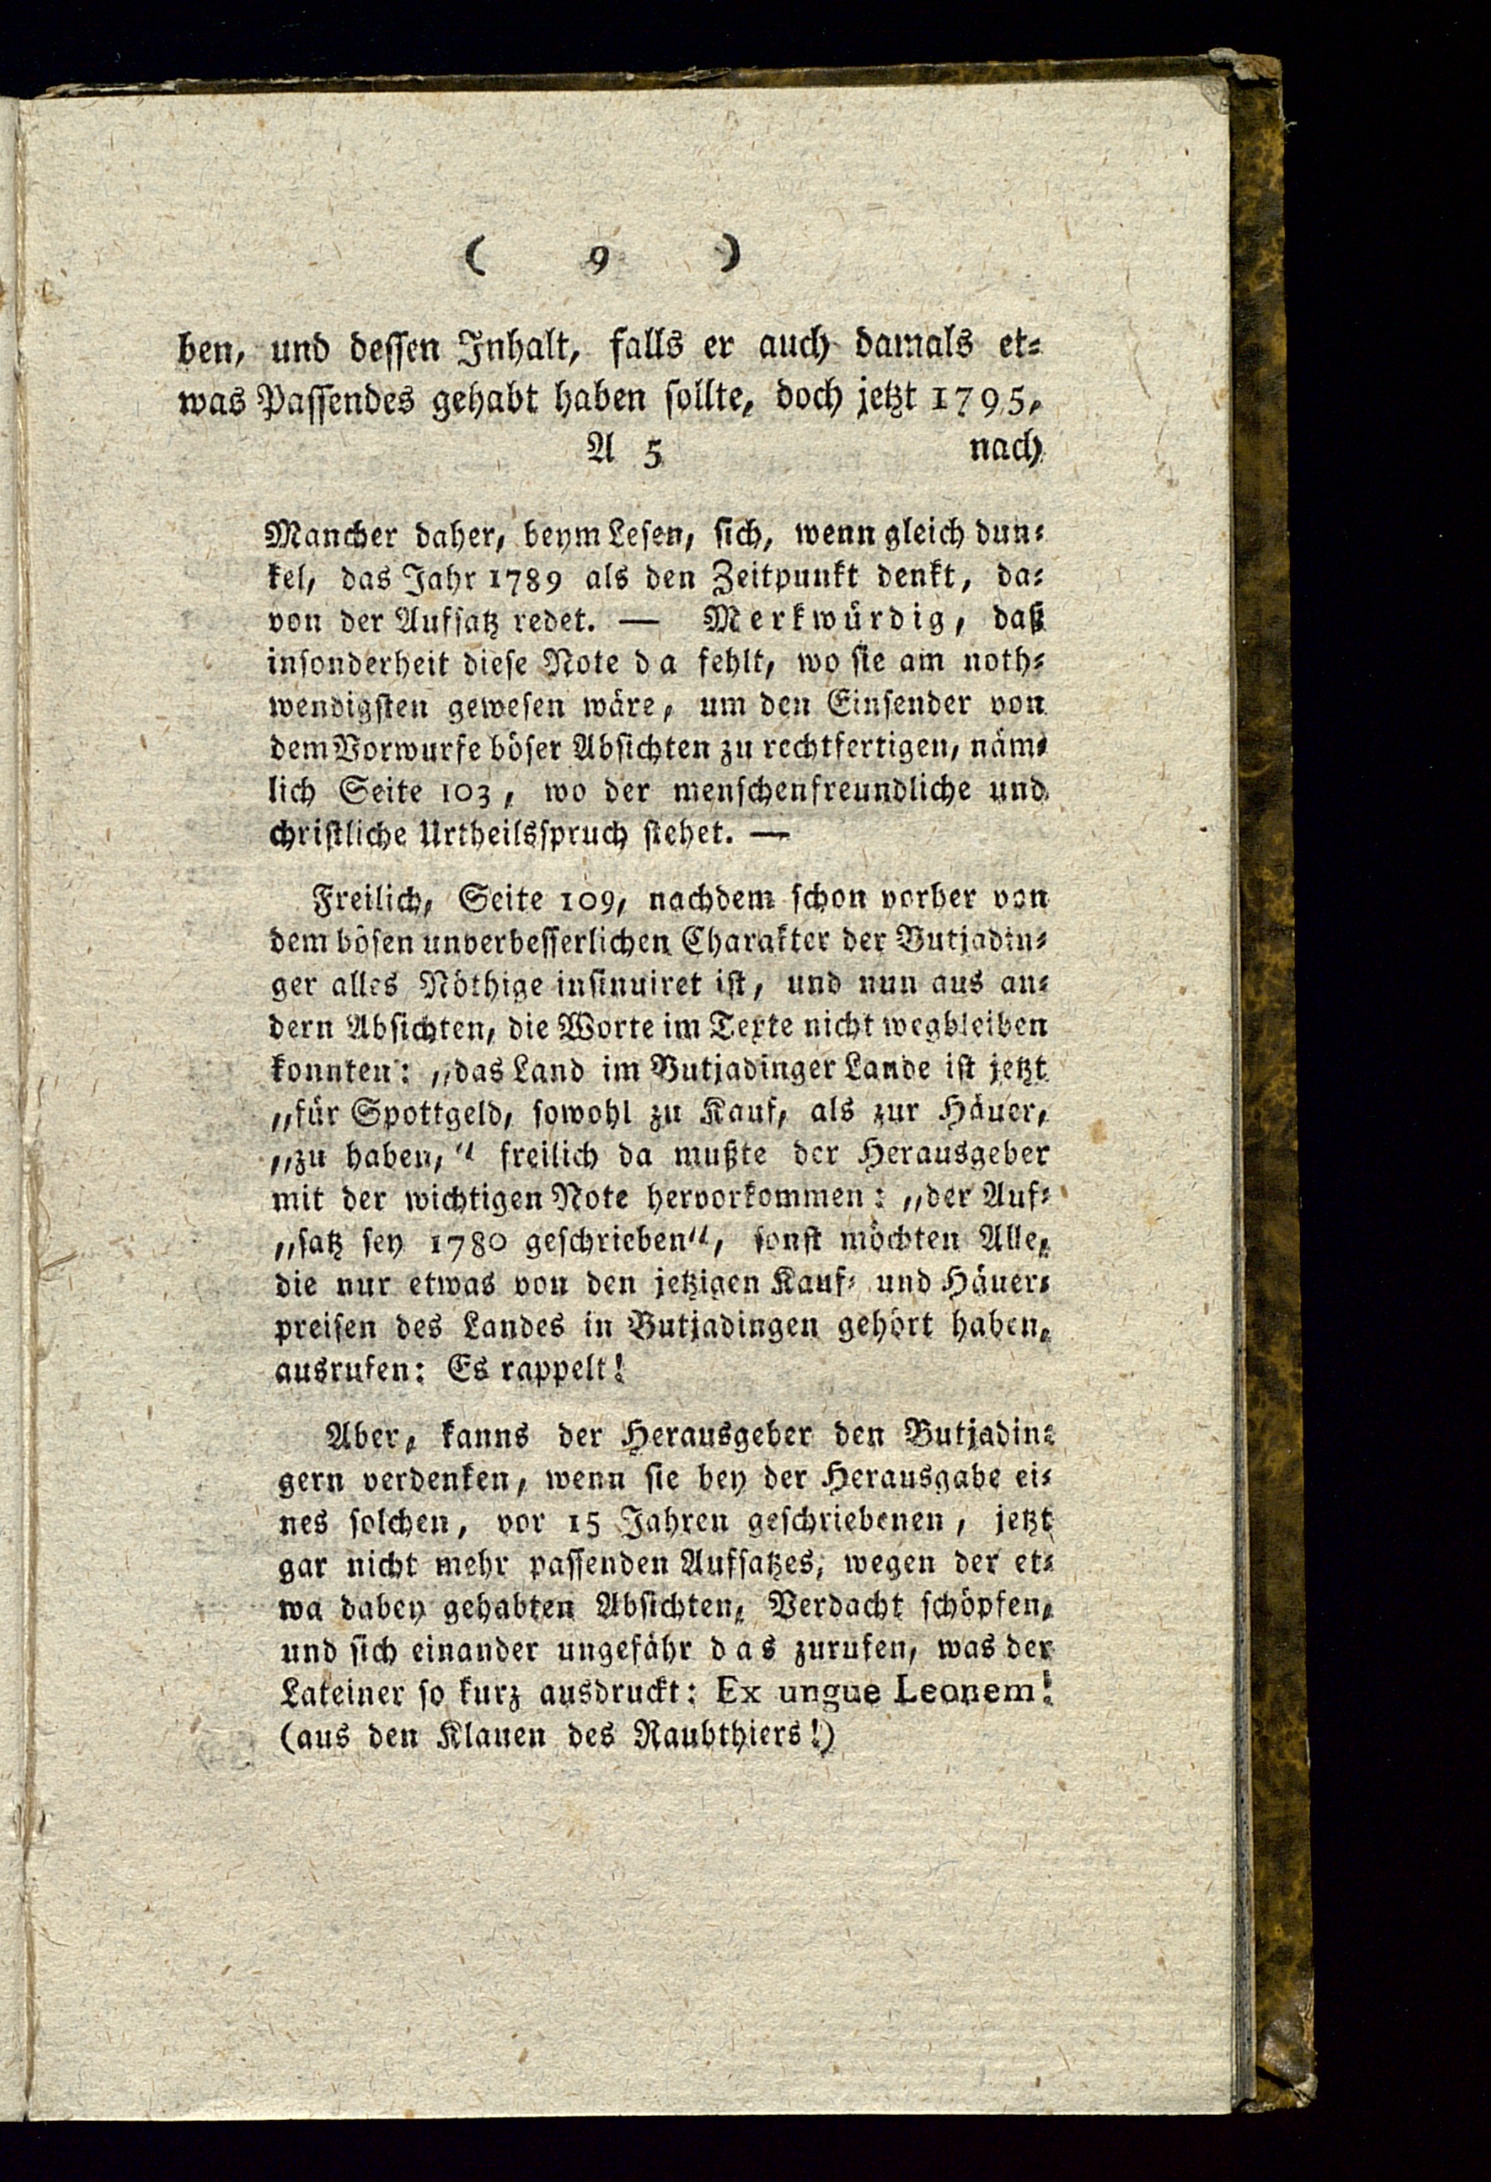 ( 9 )
ben, und dessen Inhalt, falls er auch damals et=
was Passendes gehabt haben sollte, doch jetzt 1795,
A 5 nach
Mancher daher, beym Lesen, sich, wenn gleich dun=
kel, das Jahr 1789 als den Zeitpunkt denkt, da=
von der Aufsatz redet. — Merkwürdig, daß
insonderheit diese Note da fehlt, wo sie am noth=
wendigsten gewesen wäre, um den Einsender von
dem Vorwurfe böser Absichten zu rechtfertigen, näm=
lich Seite 103, wo der menschenfreundliche und
christliche Urtheilsspruch stehet. —
Freilich, Seite 109, nachdem schon vorher von
dem bösen unverbesserlichen Charakter der Butjadin=
ger alles Nöthige insinuiret ist, und nun aus an=
dern Absichten, die Worte im Texte nicht wegbleiben
konnten: „das Land im Butjadinger Lande ist jetzt
„für Spottgeld, sowohl zu Kauf, als zur Häuer,
„zu haben,“ freilich da mußte der Herausgeber
mit der wichtigen Note hervorkommen: „der Auf=
„satz sey 1780 geschrieben“, sonst möchten Alle,
die nur etwas von den jetzigen Kauf= und Häuer=
preisen des Landes in Butjadingen gehört haben,
ausrufen: Es rappelt!
Aber, kanns der Herausgeber den Butjadin=
gern verdenken, wenn sie bey der Herausgabe ei=
nes solchen, vor 15 Jahren geschriebenen, jetzt
gar nicht mehr passenden Aufsatzes, wegen der et=
wa dabey gehabten Absichten, Verdacht schöpfen,
und sich einander ungefähr das zurufen, was der
Lateiner so kurz ausdruckt: Ex ungue Leonem!
(aus den Klauen des Raubthiers!)